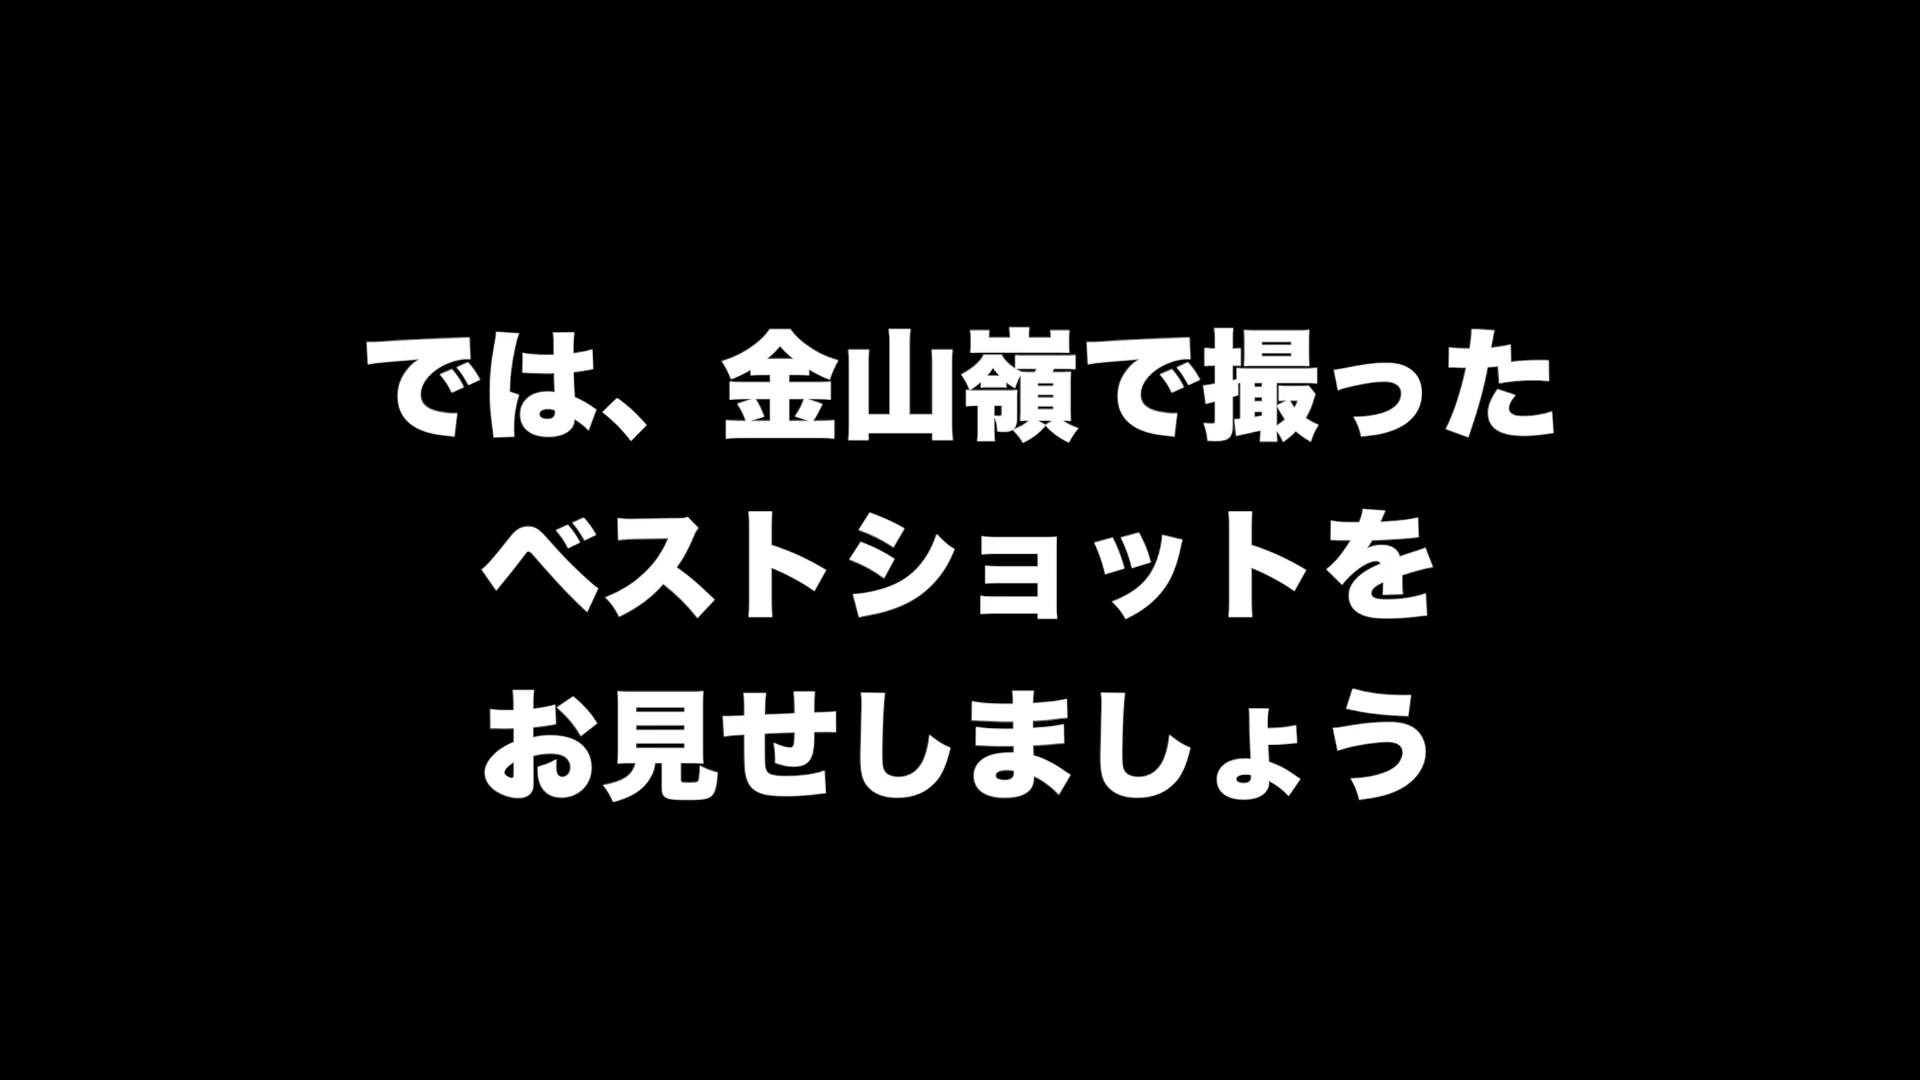 では、金山嶺で撮った
ベストショットを
お見せしましょう